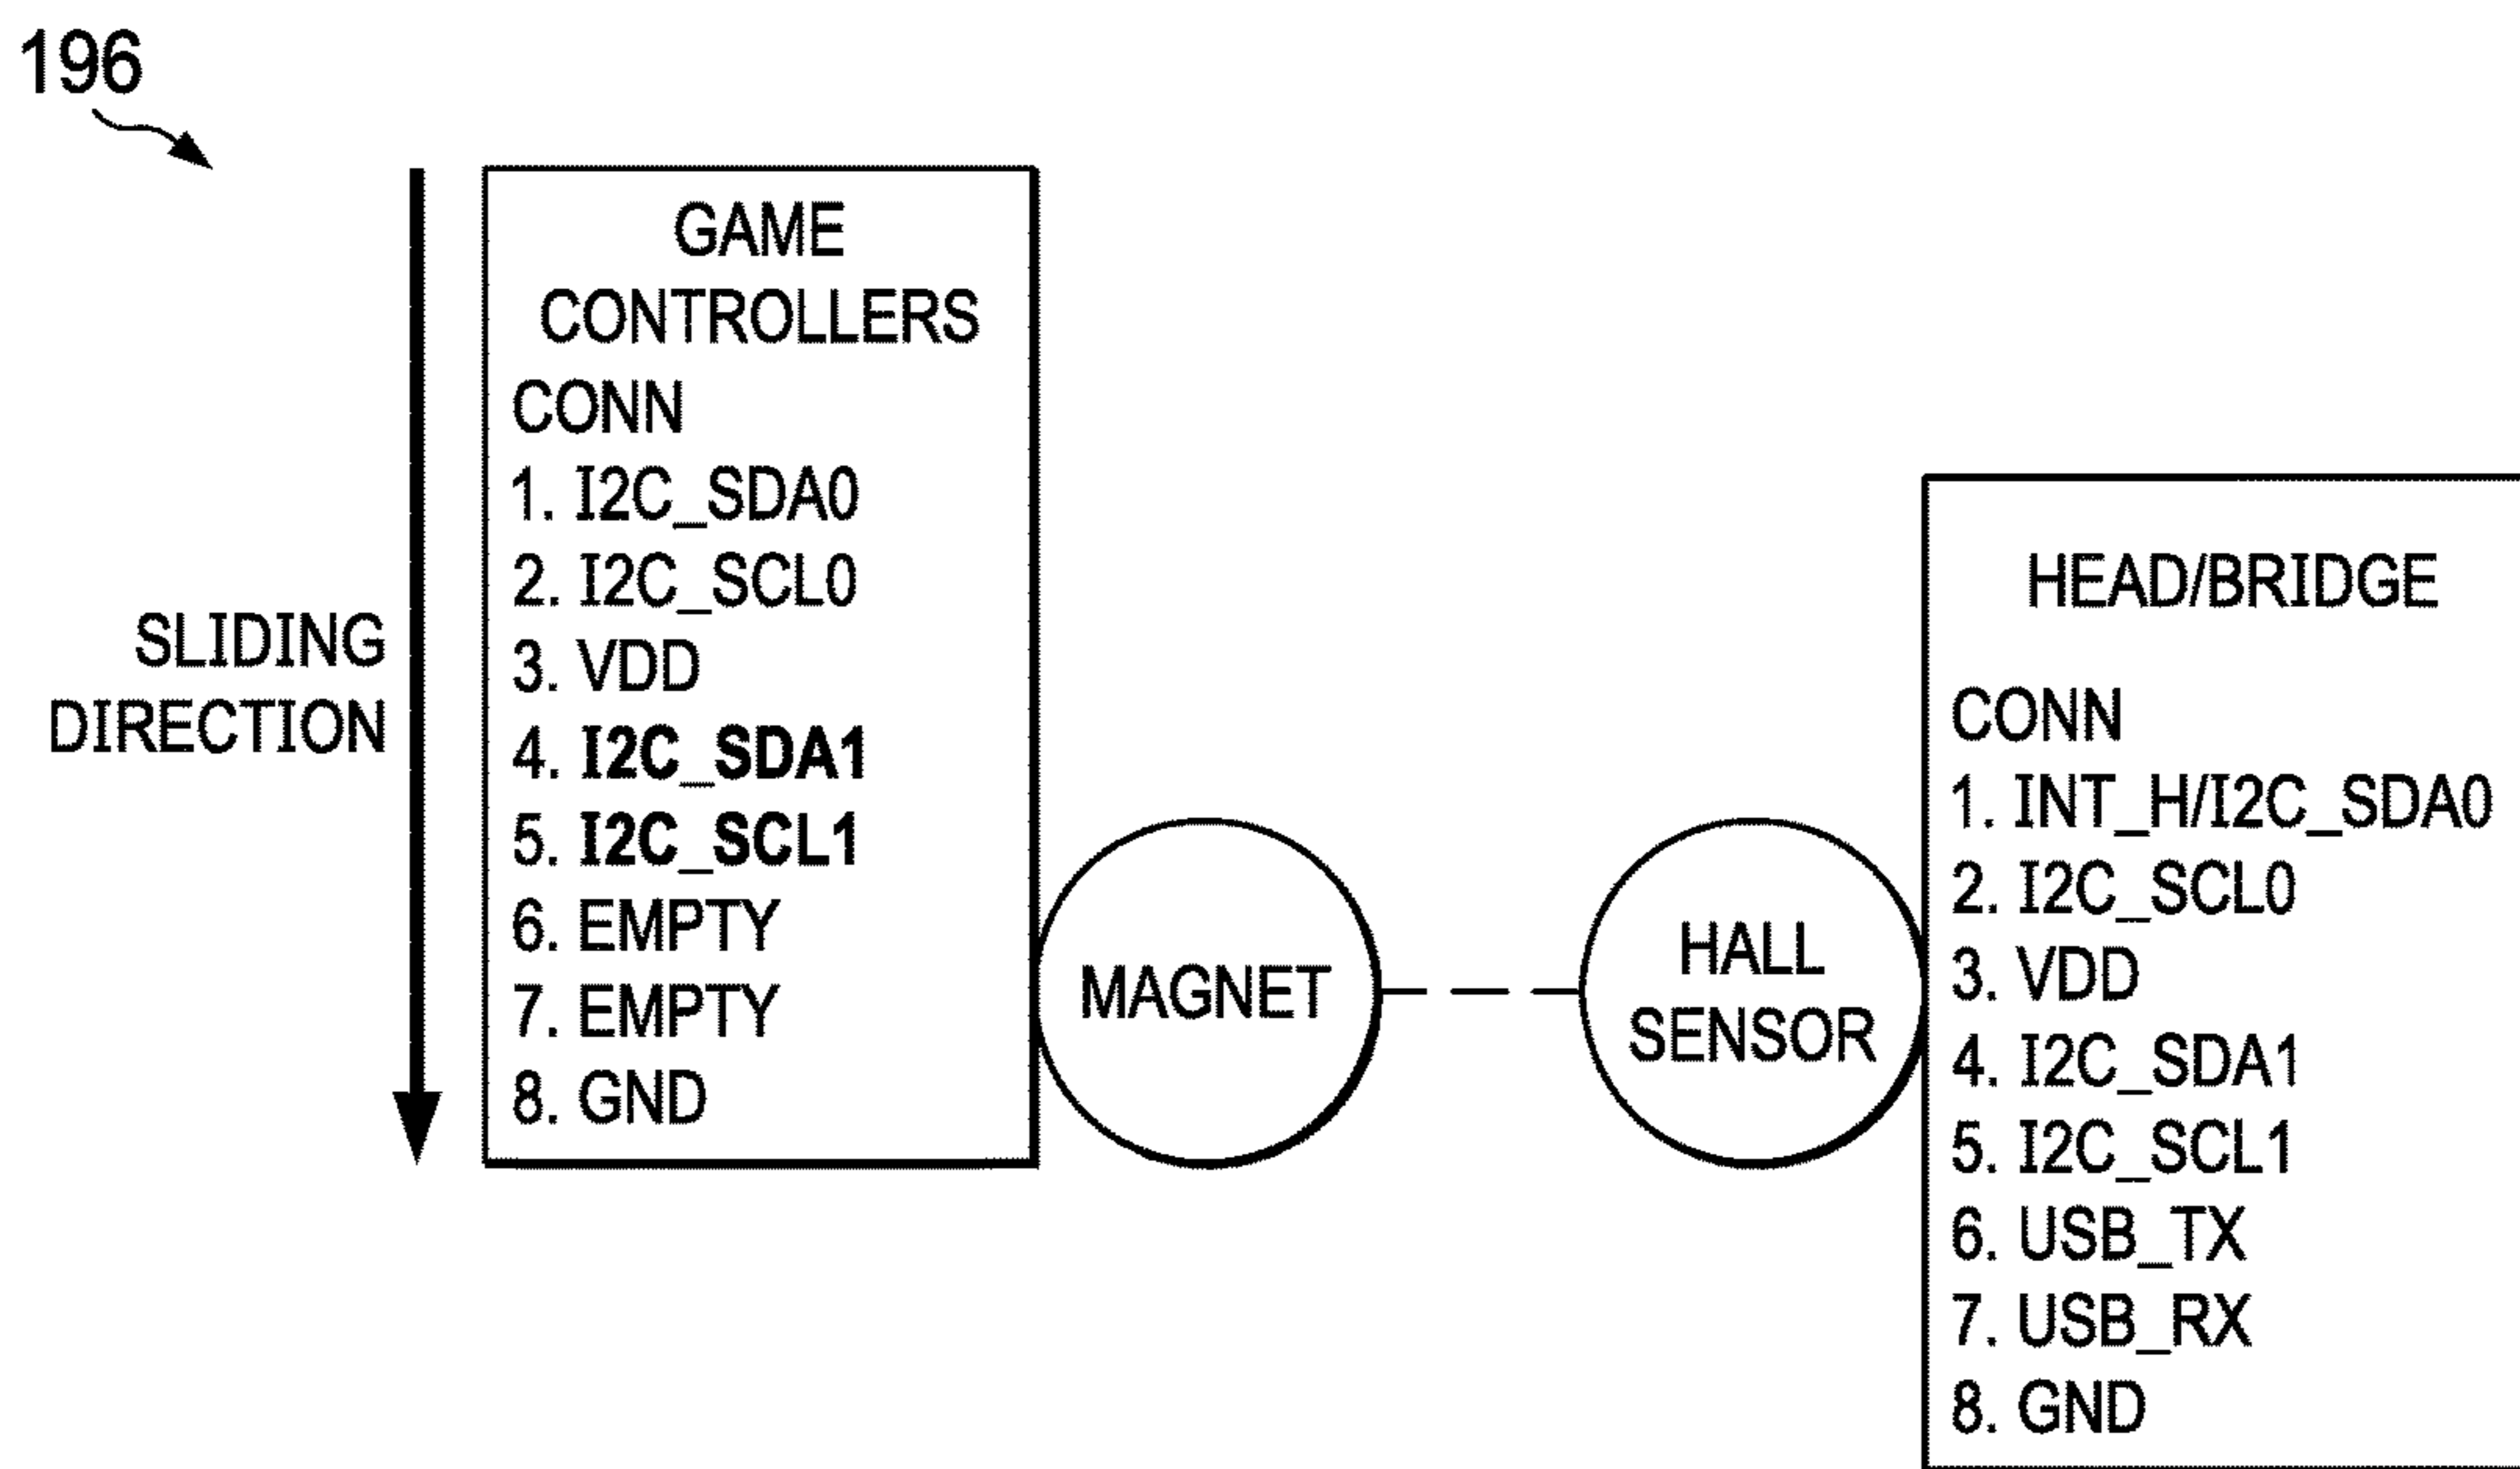 196
SLIDING
DIRECTION
GAME
CONTROLLERS
CONN
1. I2C_SDA0
2. I2C_SCL0
3. VDD
4. I2C_SDA1
5. I2C_SCL1
6. EMPTY
7. EMPTY
8. GND
MAGNET
HALL
SENSOR
HEAD/BRIDGE
CONN
1. INT_H/I2C_SDA0
2. I2C_SCL0
3. VDD
4. I2C_SDA1
5. I2C_SCL1
6. USB_TX
7. USB_RX
8. GND